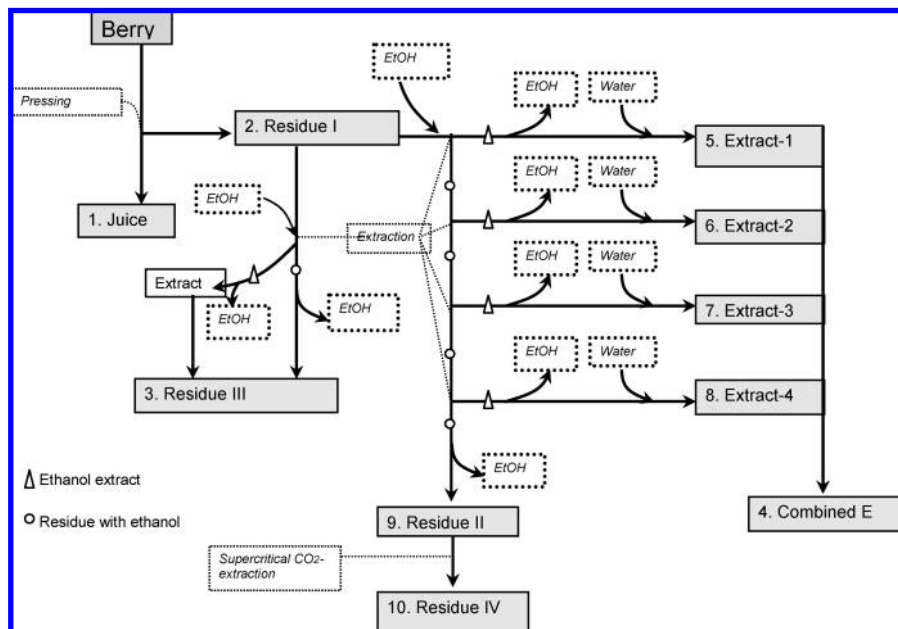 Berry
EtOH
EtOH
Water
Pressing
2. Residue I
5. Extract-1
EtOH
EtOH
Water
1. Juice
Extraction
6. Extract-2
Extract
EtOH
EtOH
EtOH
Water
7. Extract-3
EtOH
Water
3. Residue III
8. Extract-4
Ethanol extract
EtOH
Residue with ethanol
9. Residue II
4. Combined E
Supercritical CO2-
extraction
10. Residue IV